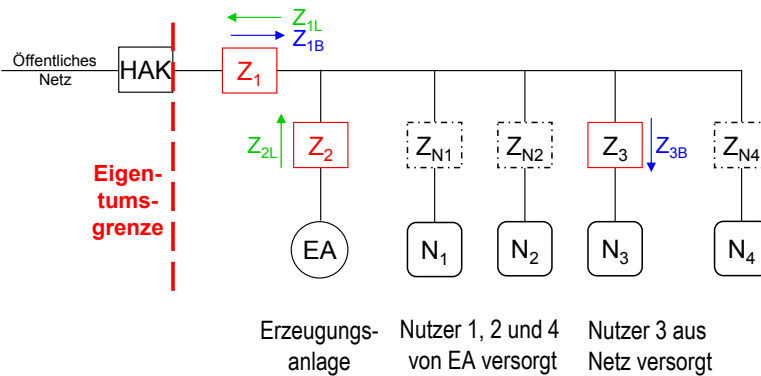 Z1L
Z1B
Öffentliches
Netz
HAK
Z1
Z2L
Z2
ZN1
ZN2
Z3
Z3B
ZN4
Eigen-
tums-
grenze
EA
N1
N2
N3
N4
Erzeugungs-
anlage
Nutzer 1, 2 und 4
von EA versorgt
Nutzer 3 aus
Netz versorgt